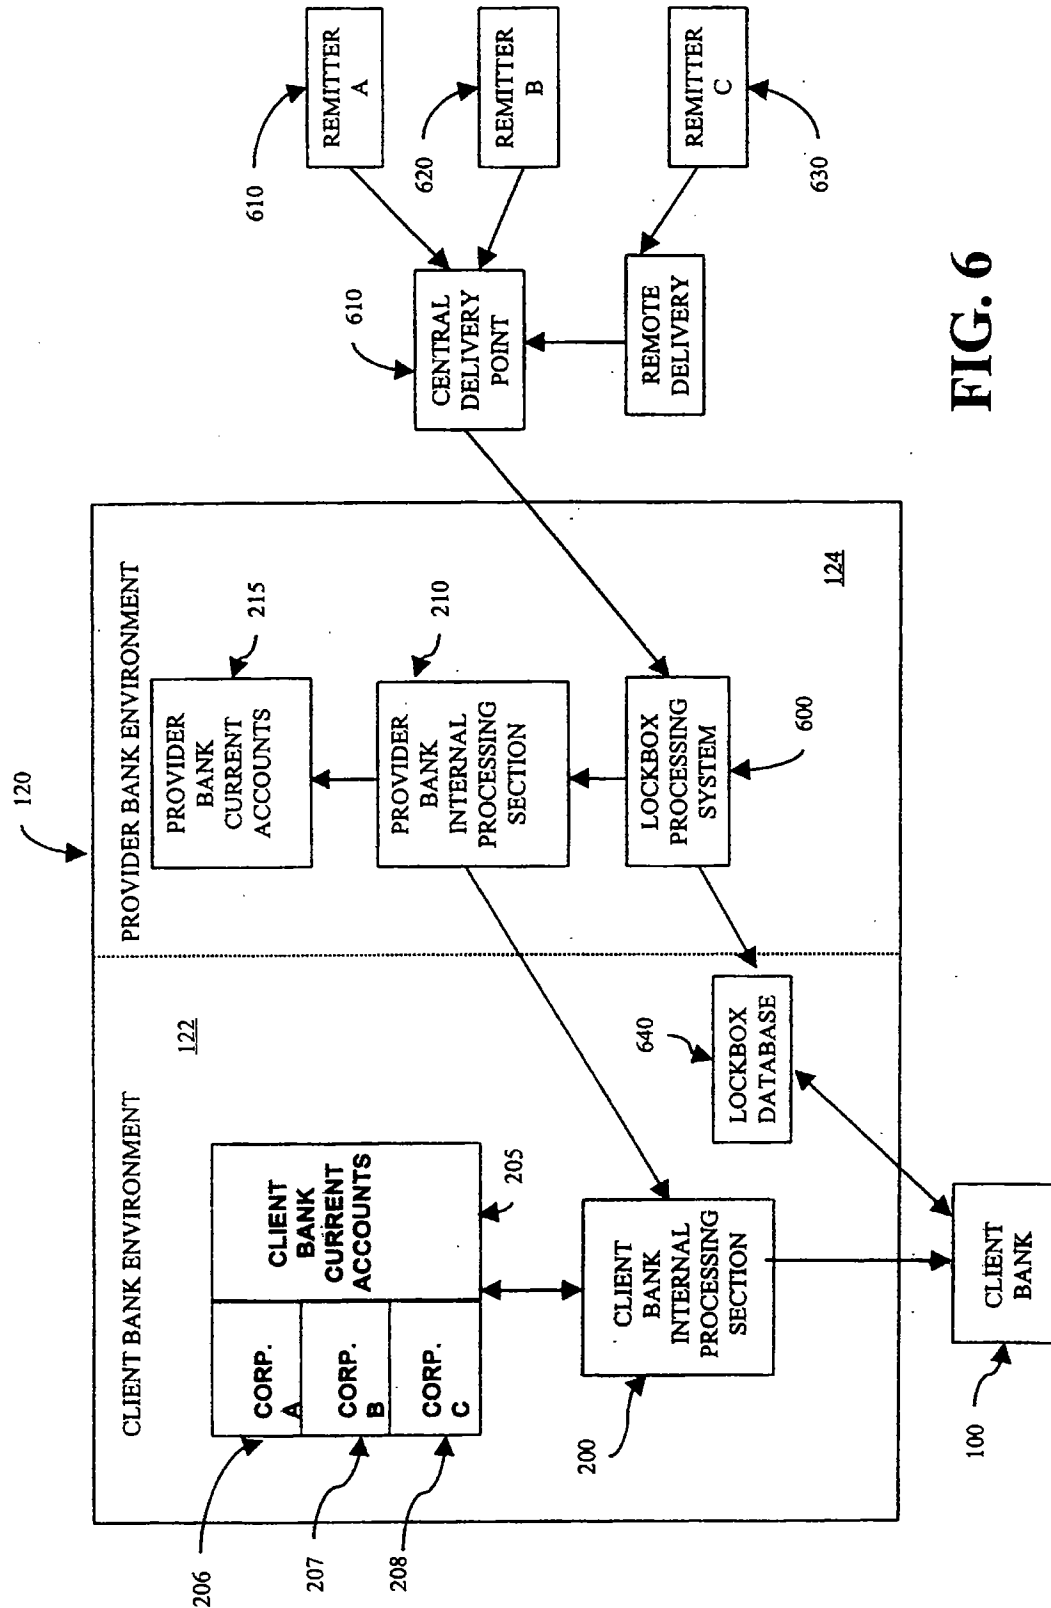 120
CLIENT BANK ENVIRONMENT
PROVIDER BANK ENVIRONMENT
122
206
207
208
CORP.
A
CORP.
B
CORP.
C
CLIENT
BANK
CURRENT
ACCOUNTS
205
PROVIDER
BANK
CURRENT
ACCOUNTS
215
PROVIDER
BANK
INTERNAL
PROCESSING
SECTION
210
200
CLIENT
BANK
INTERNAL
PROCESSING
SECTION
640
LOCKBOX
DATABASE
LOCKBOX
PROCESSING
SYSTEM
600
124
100
CLIENT
BANK
610
CENTRAL
DELIVERY
POINT
REMOTE
DELIVERY
610
REMITTER
A
620
REMITTER
B
REMITTER
C
630
FIG. 6